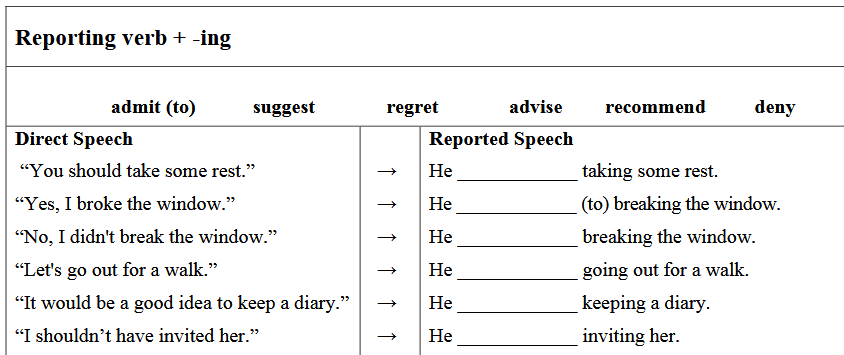 Reporting verb + -ing
admit (to) suggest regret advise recommend deny
Direct Speech Reported Speech
“You should take some rest.” → He ____________ taking some rest.
“Yes, I broke the window.” → He ____________ (to) breaking the window.
“No, I didn't break the window.” → He ____________ breaking the window.
“Let's go out for a walk.” → He ____________ going out for a walk.
“It would be a good idea to keep a diary.” → He ____________ keeping a diary.
“I shouldn’t have invited her.” → He ____________ inviting her.